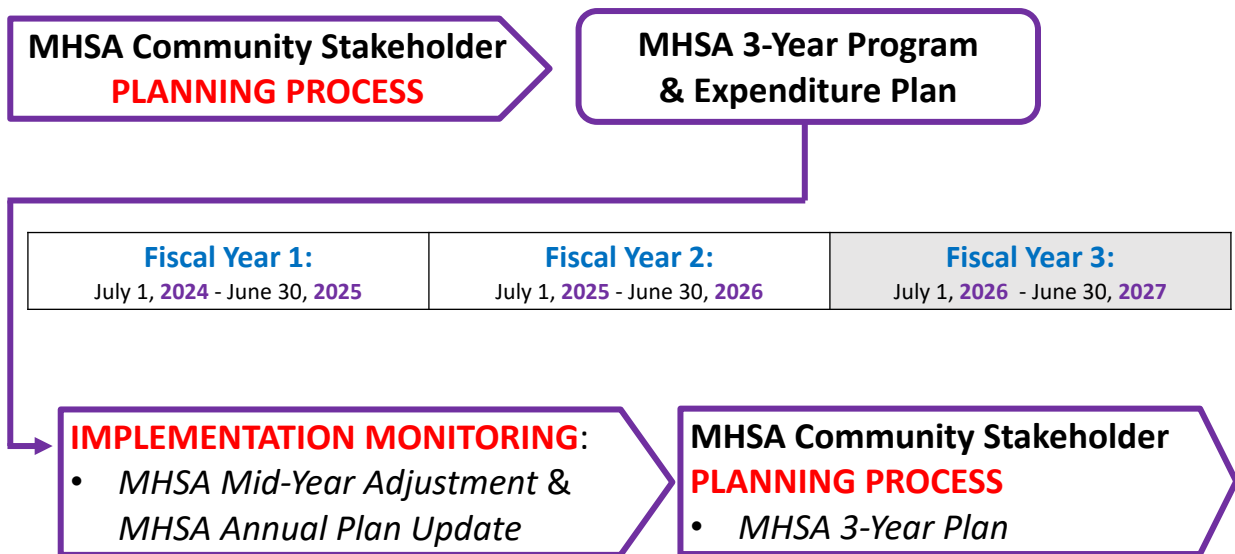 MHSA Community Stakeholder
PLANNING PROCESS
MHSA 3-Year Program
& Expenditure Plan
Fiscal Year 1:
July 1, 2024 - June 30, 2025
Fiscal Year 2:
July 1, 2025 - June 30, 2026
Fiscal Year 3:
July 1, 2026 - June 30, 2027
IMPLEMENTATION MONITORING:
• MHSA Mid-Year Adjustment &
MHSA Annual Plan Update
MHSA Community Stakeholder
PLANNING PROCESS
• MHSA 3-Year Plan